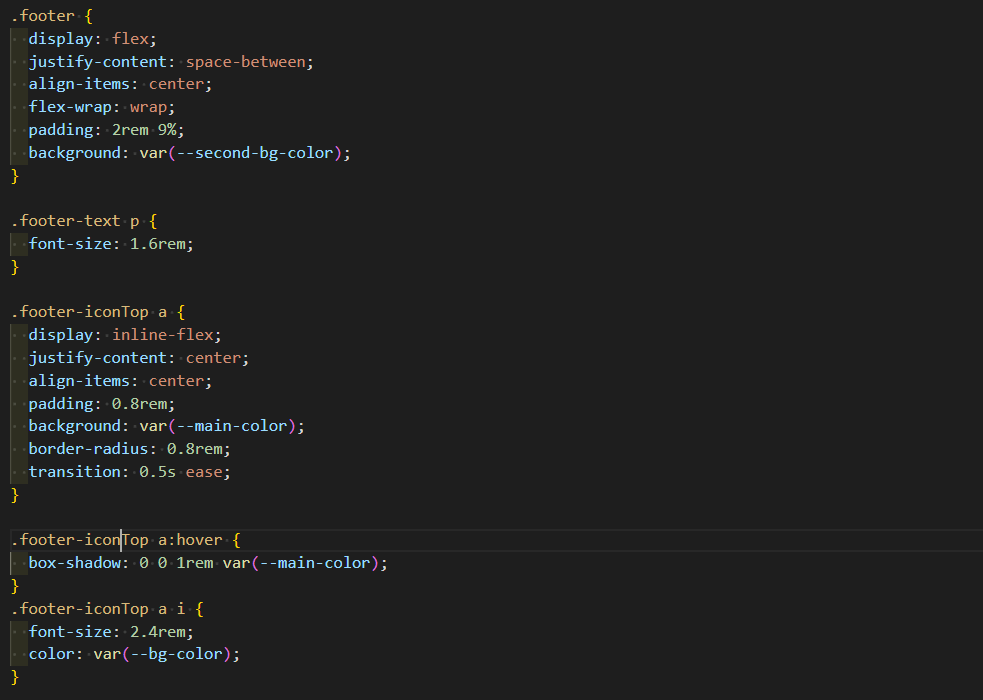 .footer {
  display: flex;
  justify-content: space-between;
  align-items: center;
  flex-wrap: wrap;
  padding: 2rem 9%;
  background: var(--second-bg-color);
}

.footer-text p {
  font-size: 1.6rem;
}

.footer-iconTop a {
  display: inline-flex;
  justify-content: center;
  align-items: center;
  padding: 0.8rem;
  background: var(--main-color);
  border-radius: 0.8rem;
  transition: 0.5s ease;
}

.footer-iconTop a:hover {
  box-shadow: 0 0 1rem var(--main-color);
}
.footer-iconTop a i {
  font-size: 2.4rem;
  color: var(--bg-color);
}